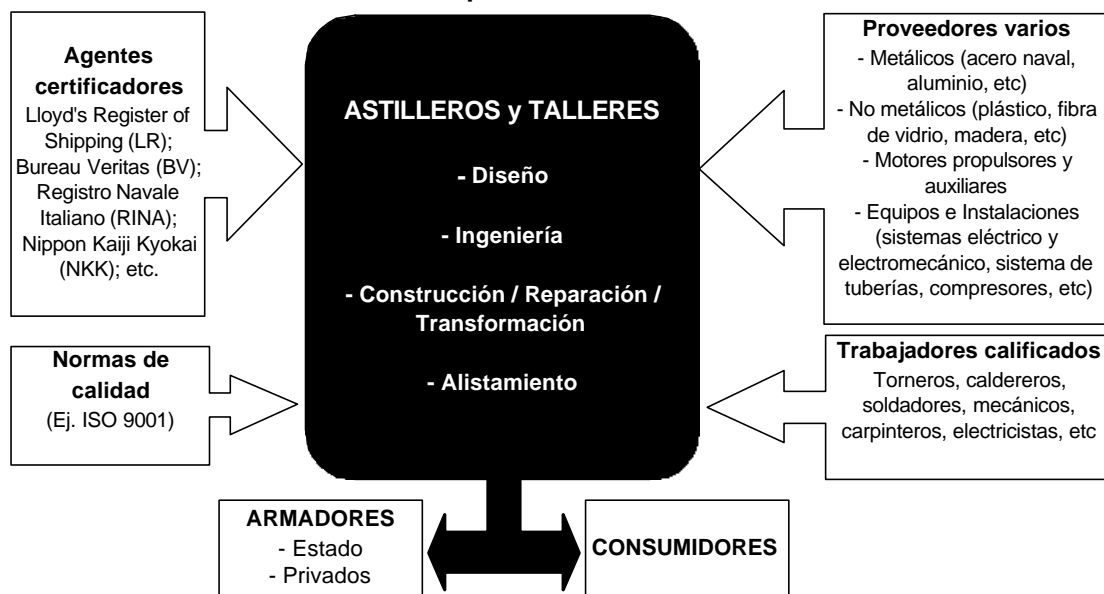 Agentes
certificadores
Lloyd's Register of
Shipping (LR);
Bureau Veritas (BV);
Registro Navale
Italiano (RINA);
Nippon Kaiji Kyokai
(NKK); etc.
Normas de
calidad
(Ej. ISO 9001)
ASTILLEROS y TALLERES
- Diseño
- Ingeniería
- Construcción / Reparación /
Transformación
- Alistamiento
Proveedores varios
- Metálicos (acero naval,
aluminio, etc)
- No metálicos (plástico, fibra
de vidrio, madera, etc)
- Motores propulsores y
auxiliares
- Equipos e Instalaciones
(sistemas eléctrico y
electromecánico, sistema de
tuberías, compresores, etc)
Trabajadores calificados
Torneros, caldereros,
soldadores, mecánicos,
carpinteros, electricistas, etc
ARMADORES
- Estado
- Privados
CONSUMIDORES